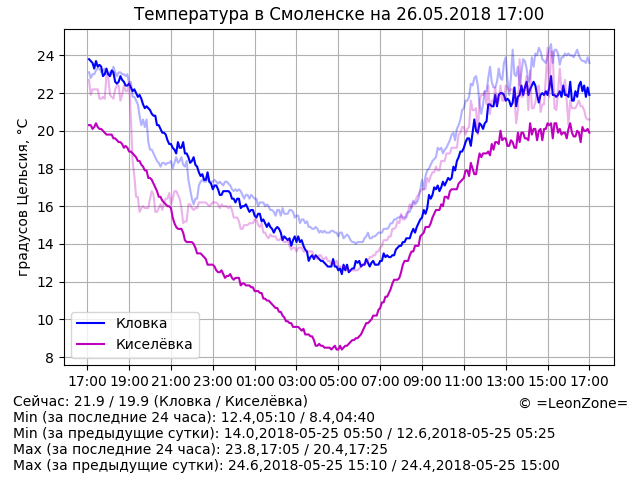 Температура в Смоленске на 26.05.2018 17:00
градусов Цельсия, °C
24
22
20
18
16
14
12
10
8
Кловка
Киселёвка
17:00 19:00 21:00 23:00 01:00 03:00 05:00 07:00 09:00 11:00 13:00 15:00 17:00
Сейчас: 21.9 / 19.9 (Кловка / Киселёвка)
© =LeonZone=
Min (за последние 24 часа): 12.4,05:10 / 8.4,04:40
Min (за предыдущие сутки): 14.0,2018-05-25 05:50 / 12.6,2018-05-25 05:25
Max (за последние 24 часа): 23.8,17:05 / 20.4,17:25
Max (за предыдущие сутки): 24.6,2018-05-25 15:10 / 24.4,2018-05-25 15:00